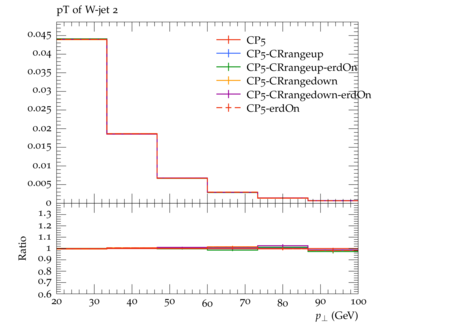 pT of W-jet 2
0.045
0.04
0.035
0.03
0.025
0.02
0.015
0.01
0.005
0
CP5
CP5-CRrangeup
CP5-CRrangeup-erdOn
CP5-CRrangedown
CP5-CRrangedown-erdOn
CP5-erdOn
1.3
1.2
1.1
1
0.9
0.8
0.7
0.6
Ratio
20 30 40 50 60 70 80 90 100
p⊥ (GeV)